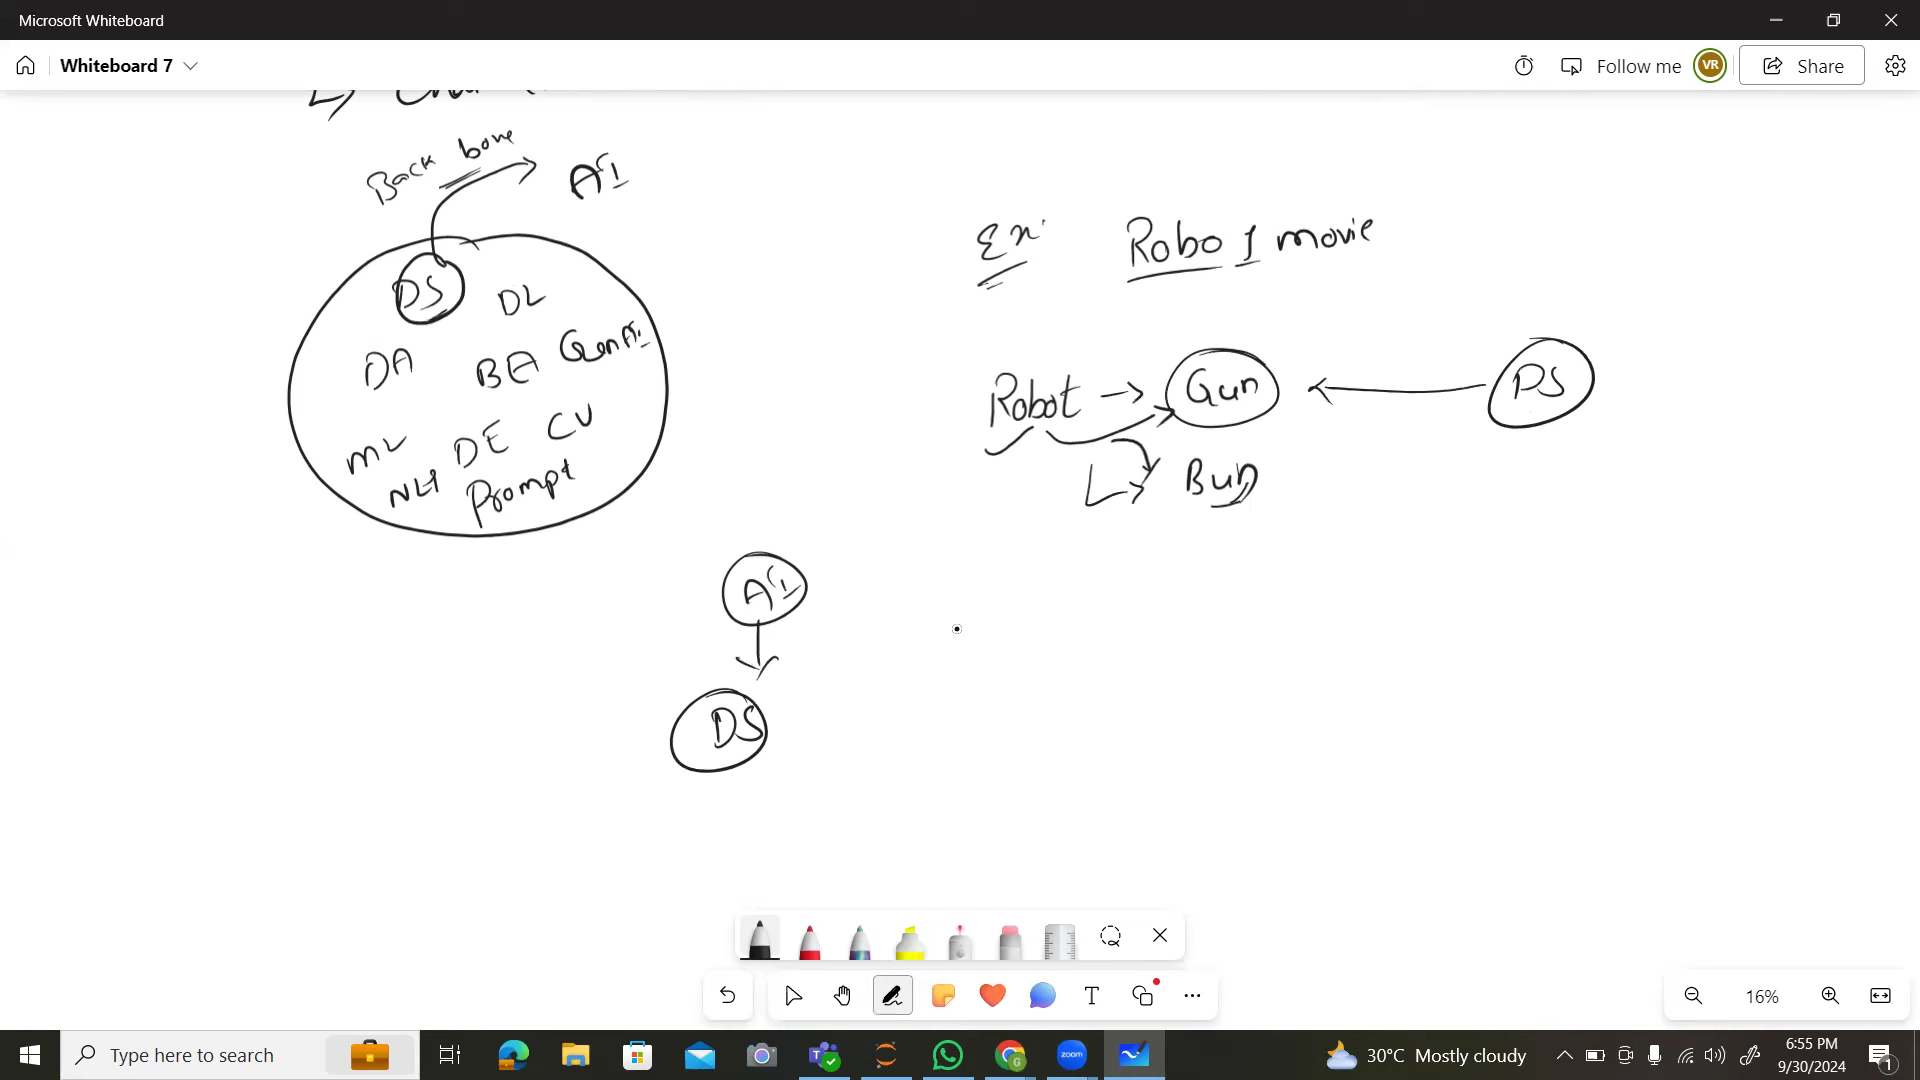 Microsoft Whiteboard
Whiteboard 7
Follow me
VR
Share
Back bone
AI
Ex:
Robo 1 movie
DS
DL
DA
BA
GenAI
Robot → Gun
DS
ML
DE
CV
Prompt
Bun
AI
DS
T
16%
Type here to search
zoom
30°C Mostly cloudy
6:55 PM
9/30/2024
1